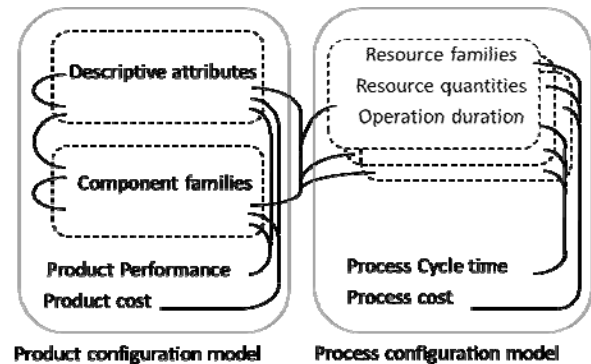 Descriptive attributes
Component families
Product Performance
Product cost
Product configuration model
Resource families
Resource quantities
Operation duration
Process Cycle time
Process cost
Process configuration model